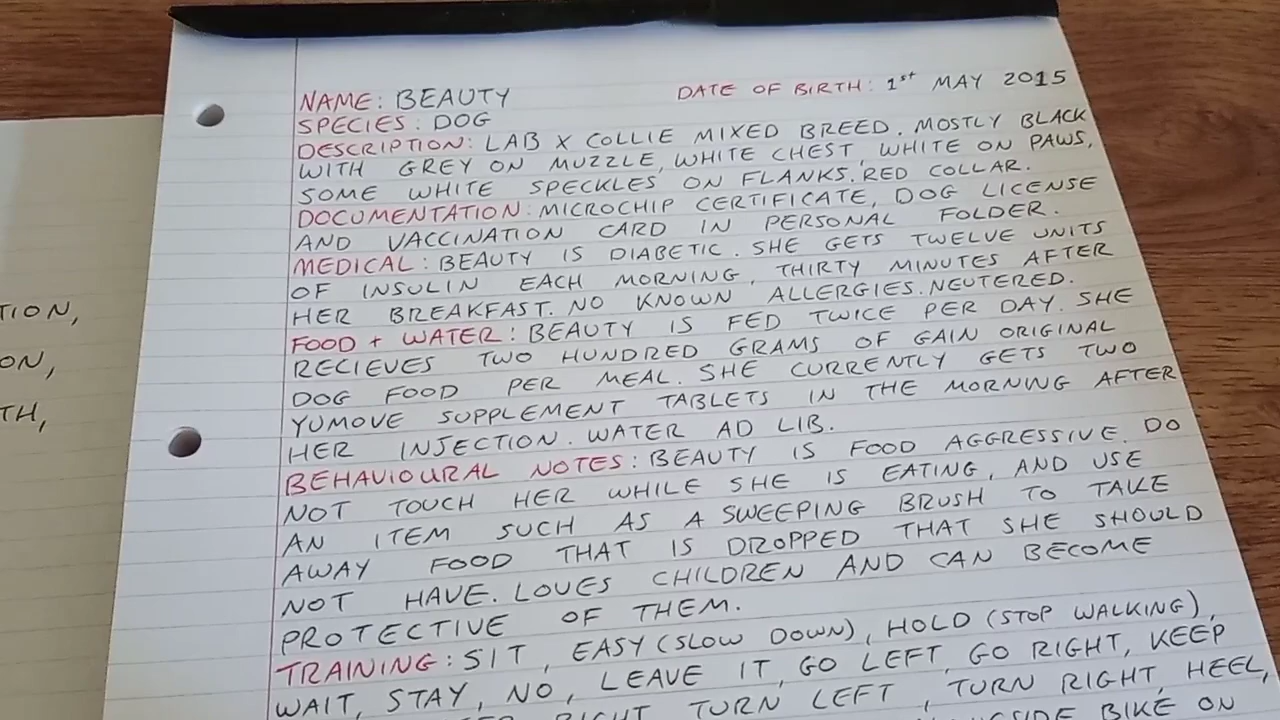 NAME: BEAUTY DATE OF BIRTH: 1st MAY 2015
SPECIES: DOG
DESCRIPTION: LAB X COLLIE MIXED BREED. MOSTLY BLACK
WITH GREY ON MUZZLE, WHITE CHEST, WHITE ON PAWS,
SOME WHITE SPECKLES ON FLANKS. RED COLLAR.
DOCUMENTATION: MICROCHIP CERTIFICATE, DOG LICENSE
AND VACCINATION CARD IN PERSONAL FOLDER.
MEDICAL: BEAUTY IS DIABETIC. SHE GETS TWELVE UNITS
OF INSULIN EACH MORNING, THIRTY MINUTES AFTER
HER BREAKFAST. NO KNOWN ALLERGIES. NEUTERED.
FOOD + WATER: BEAUTY IS FED TWICE PER DAY. SHE
RECIEVES TWO HUNDRED GRAMS OF GAIN ORIGINAL
DOG FOOD PER MEAL. SHE CURRENTLY GETS TWO
YUMOVE SUPPLEMENT TABLETS IN THE MORNING AFTER
HER INJECTION. WATER AD LIB.
BEHAVIOURAL NOTES: BEAUTY IS FOOD AGGRESSIVE. DO
NOT TOUCH HER WHILE SHE IS EATING, AND USE
AN ITEM SUCH AS A SWEEPING BRUSH TO TAKE
AWAY FOOD THAT IS DROPPED THAT SHE SHOULD
NOT HAVE. LOVES CHILDREN AND CAN BECOME
PROTECTIVE OF THEM.
TRAINING: SIT, EASY (SLOW DOWN), HOLD (STOP WALKING),
WAIT, STAY, NO, LEAVE IT, GO LEFT, GO RIGHT, KEEP
RIGHT TURN LEFT, TURN RIGHT, HEEL,
BIKE ON
TION,
ON,
TH,